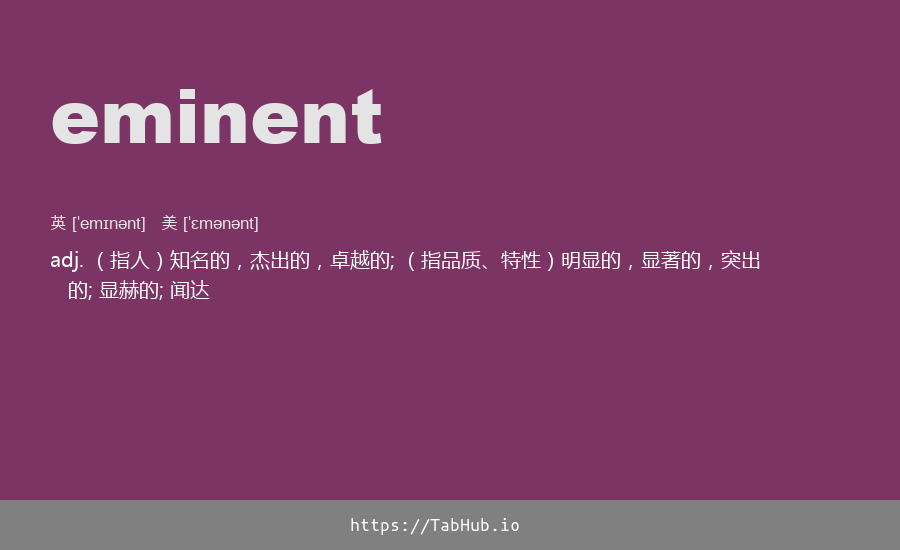 eminent
英 [ˈemɪnənt]   美 [ˈɛmənənt]
adj. （指人）知名的，杰出的，卓越的; （指品质、特性）明显的，显著的，突出
的; 显赫的; 闻达
https://TabHub.io